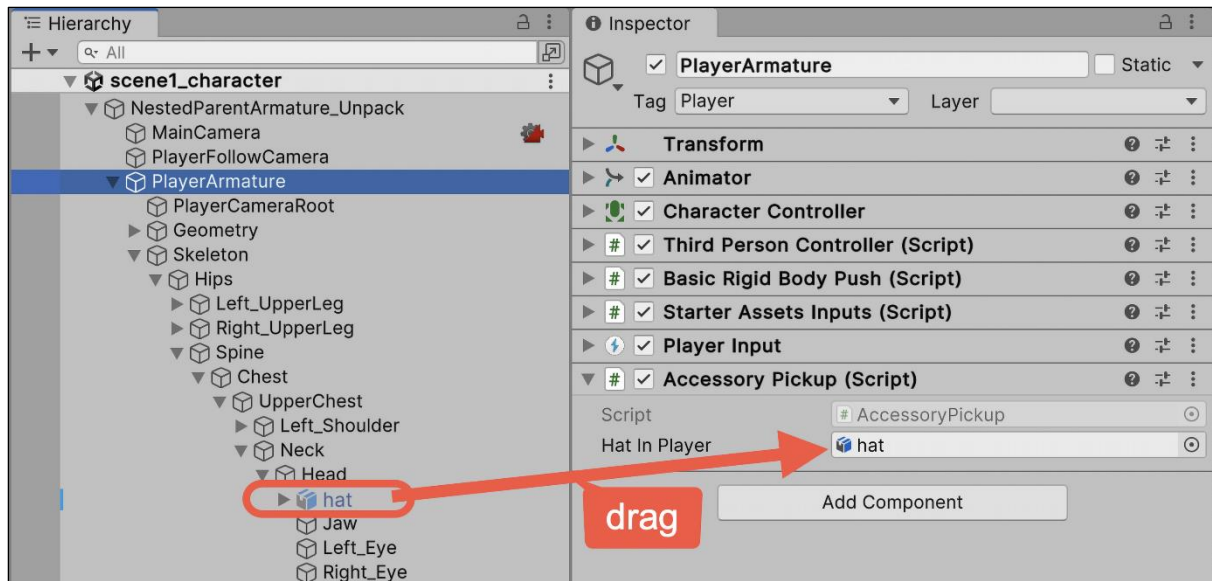 Hierarchy
All
scene1_character
NestedParentArmature_Unpack
MainCamera
PlayerFollowCamera
PlayerArmature
PlayerCameraRoot
Geometry
Skeleton
Hips
Left_UpperLeg
Right_UpperLeg
Spine
Chest
UpperChest
Left_Shoulder
Neck
Head
hat
Jaw
Left_Eye
Right_Eye
Inspector
PlayerArmature Static
Tag Player Layer
Transform
Animator
Character Controller
# Third Person Controller (Script)
# Basic Rigid Body Push (Script)
# Starter Assets Inputs (Script)
Player Input
# Accessory Pickup (Script)
Script # AccessoryPickup
Hat In Player hat
Add Component
drag